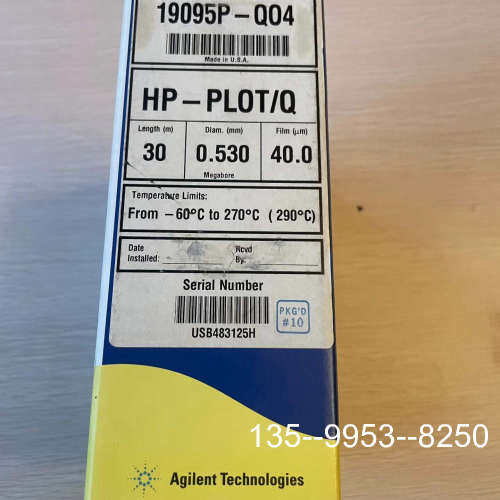 19095P-QO4
Made in U.S.A.
HP-PLOT/Q
Length (m) Diam. (mm) Film (µm)
30 0.530 40.0
Megabore
Temperature Limits:
From -60°C to 270°C (290°C)
Date Rcvd
Installed: By:
Serial Number
PKG'D
#10
USB483125H
135--9953--8250
Agilent Technologies